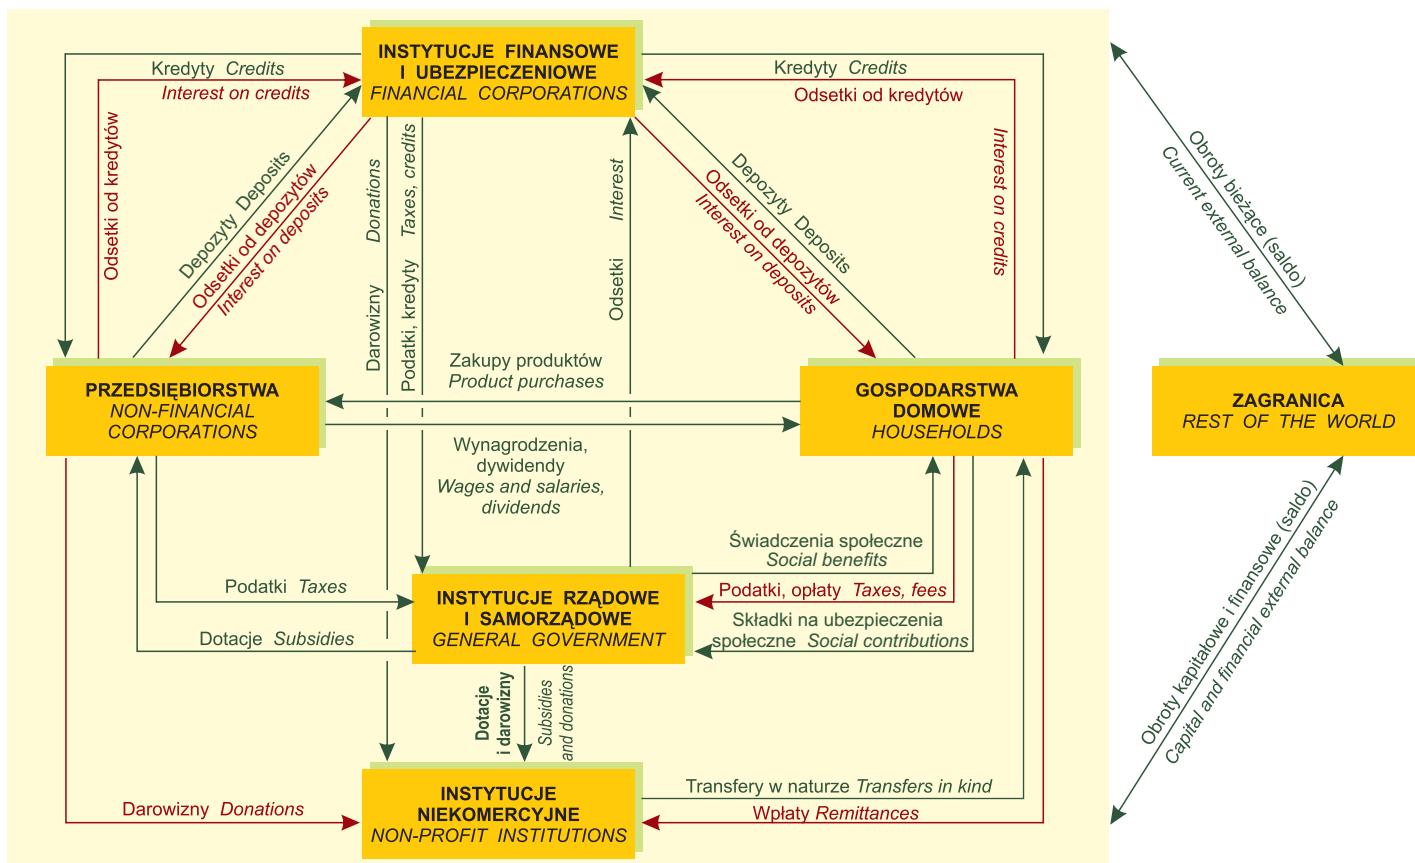 INSTYTUCJE FINANSOWE
I UBEZPIECZENIOWE
FINANCIAL CORPORATIONS
Kredyty Credits
Interest on credits
Odsetki od kredytów
Depozyty Deposits
Odsetki od depozytów
Interest on deposits
Darowizny Donations
Podatki, kredyty Taxes, credits
Odsetki Interest
Kredyty Credits
Odsetki od kredytów
Interest on credits
Depozyty Deposits
Odsetki od depozytów
Interest on deposits
Obroty bieżące (saldo)
Current external balance
PRZEDSIĘBIORSTWA
NON-FINANCIAL
CORPORATIONS
Zakupy produktów
Product purchases
Wynagrodzenia,
dywidendy
Wages and salaries,
dividends
GOSPODARSTWA
DOMOWE
HOUSEHOLDS
ZAGRANICA
REST OF THE WORLD
Podatki Taxes
Dotacje Subsidies
INSTYTUCJE RZĄDOWE
I SAMORZĄDOWE
GENERAL GOVERNMENT
Świadczenia społeczne
Social benefits
Podatki, opłaty Taxes, fees
Składki na ubezpieczenia
społeczne Social contributions
Obroty kapitałowe i finansowe (saldo)
Capital and financial external balance
Dotacje
i darowizny
Subsidies
and donations
INSTYTUCJE
NIEKOMERCYJNE
NON-PROFIT INSTITUTIONS
Darowizny Donations
Transfery w naturze Transfers in kind
Wpłaty Remittances